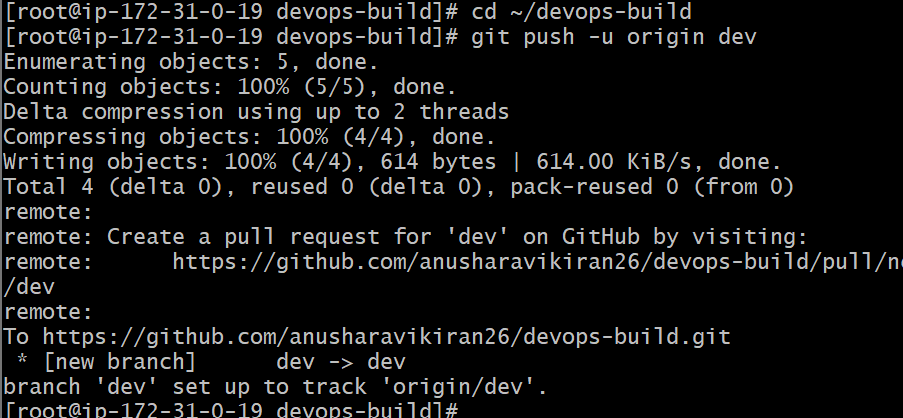 [root@ip-172-31-0-19 devops-build]# cd ~/devops-build
[root@ip-172-31-0-19 devops-build]# git push -u origin dev
Enumerating objects: 5, done.
Counting objects: 100% (5/5), done.
Delta compression using up to 2 threads
Compressing objects: 100% (4/4), done.
Writing objects: 100% (4/4), 614 bytes | 614.00 KiB/s, done.
Total 4 (delta 0), reused 0 (delta 0), pack-reused 0 (from 0)
remote:
remote: Create a pull request for 'dev' on GitHub by visiting:
remote:      https://github.com/anusharavikiran26/devops-build/pull/ne
/dev
remote:
To https://github.com/anusharavikiran26/devops-build.git
 * [new branch]      dev -> dev
branch 'dev' set up to track 'origin/dev'.
[root@ip-172-31-0-19 devops-build]#